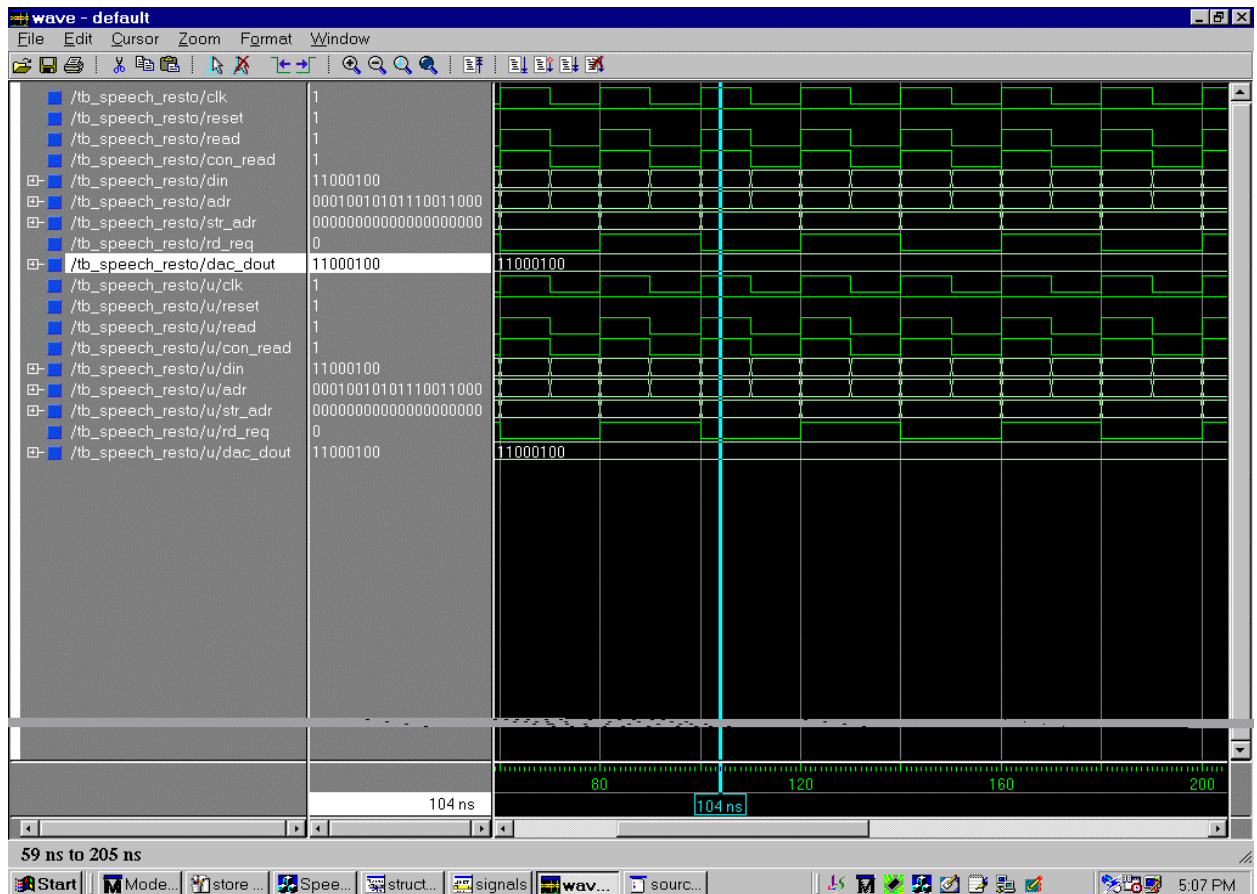 wave - default
File Edit Cursor Zoom Format Window
/tb_speech_resto/clk 1
/tb_speech_resto/reset 1
/tb_speech_resto/read 1
/tb_speech_resto/con_read 1
/tb_speech_resto/din 11000100
/tb_speech_resto/adr 00010010101110011000
/tb_speech_resto/str_adr 00000000000000000000
/tb_speech_resto/rd_req 0
/tb_speech_resto/dac_dout 11000100 11000100
/tb_speech_resto/u/clk 1
/tb_speech_resto/u/reset 1
/tb_speech_resto/u/read 1
/tb_speech_resto/u/con_read 1
/tb_speech_resto/u/din 11000100
/tb_speech_resto/u/adr 00010010101110011000
/tb_speech_resto/u/str_adr 00000000000000000000
/tb_speech_resto/u/rd_req 0
/tb_speech_resto/u/dac_dout 11000100 11000100
80 120 160 200
104 ns 104 ns
59 ns to 205 ns
Start Mode... store ... Spee... struct... signals wav... sourc... 5:07 PM